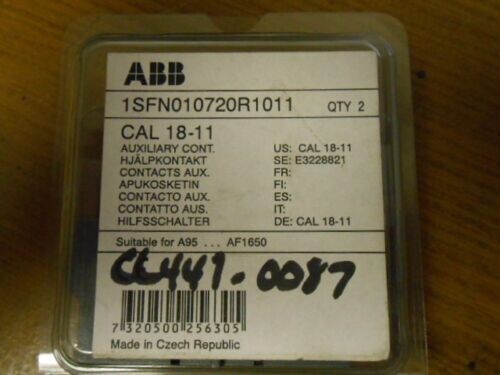 ABB
1SFN010720R1011 QTY 2
CAL 18-11
AUXILIARY CONT. US: CAL 18-11
HJÄLPKONTAKT SE: E3228821
CONTACTS AUX. FR:
APUKOSKETIN FI:
CONTACTO AUX. ES:
CONTATTO AUS. IT:
HILFSSCHALTER DE: CAL 18-11
Suitable for A95 ... AF1650
CL449.0087
7 320500 256305
Made in Czech Republic